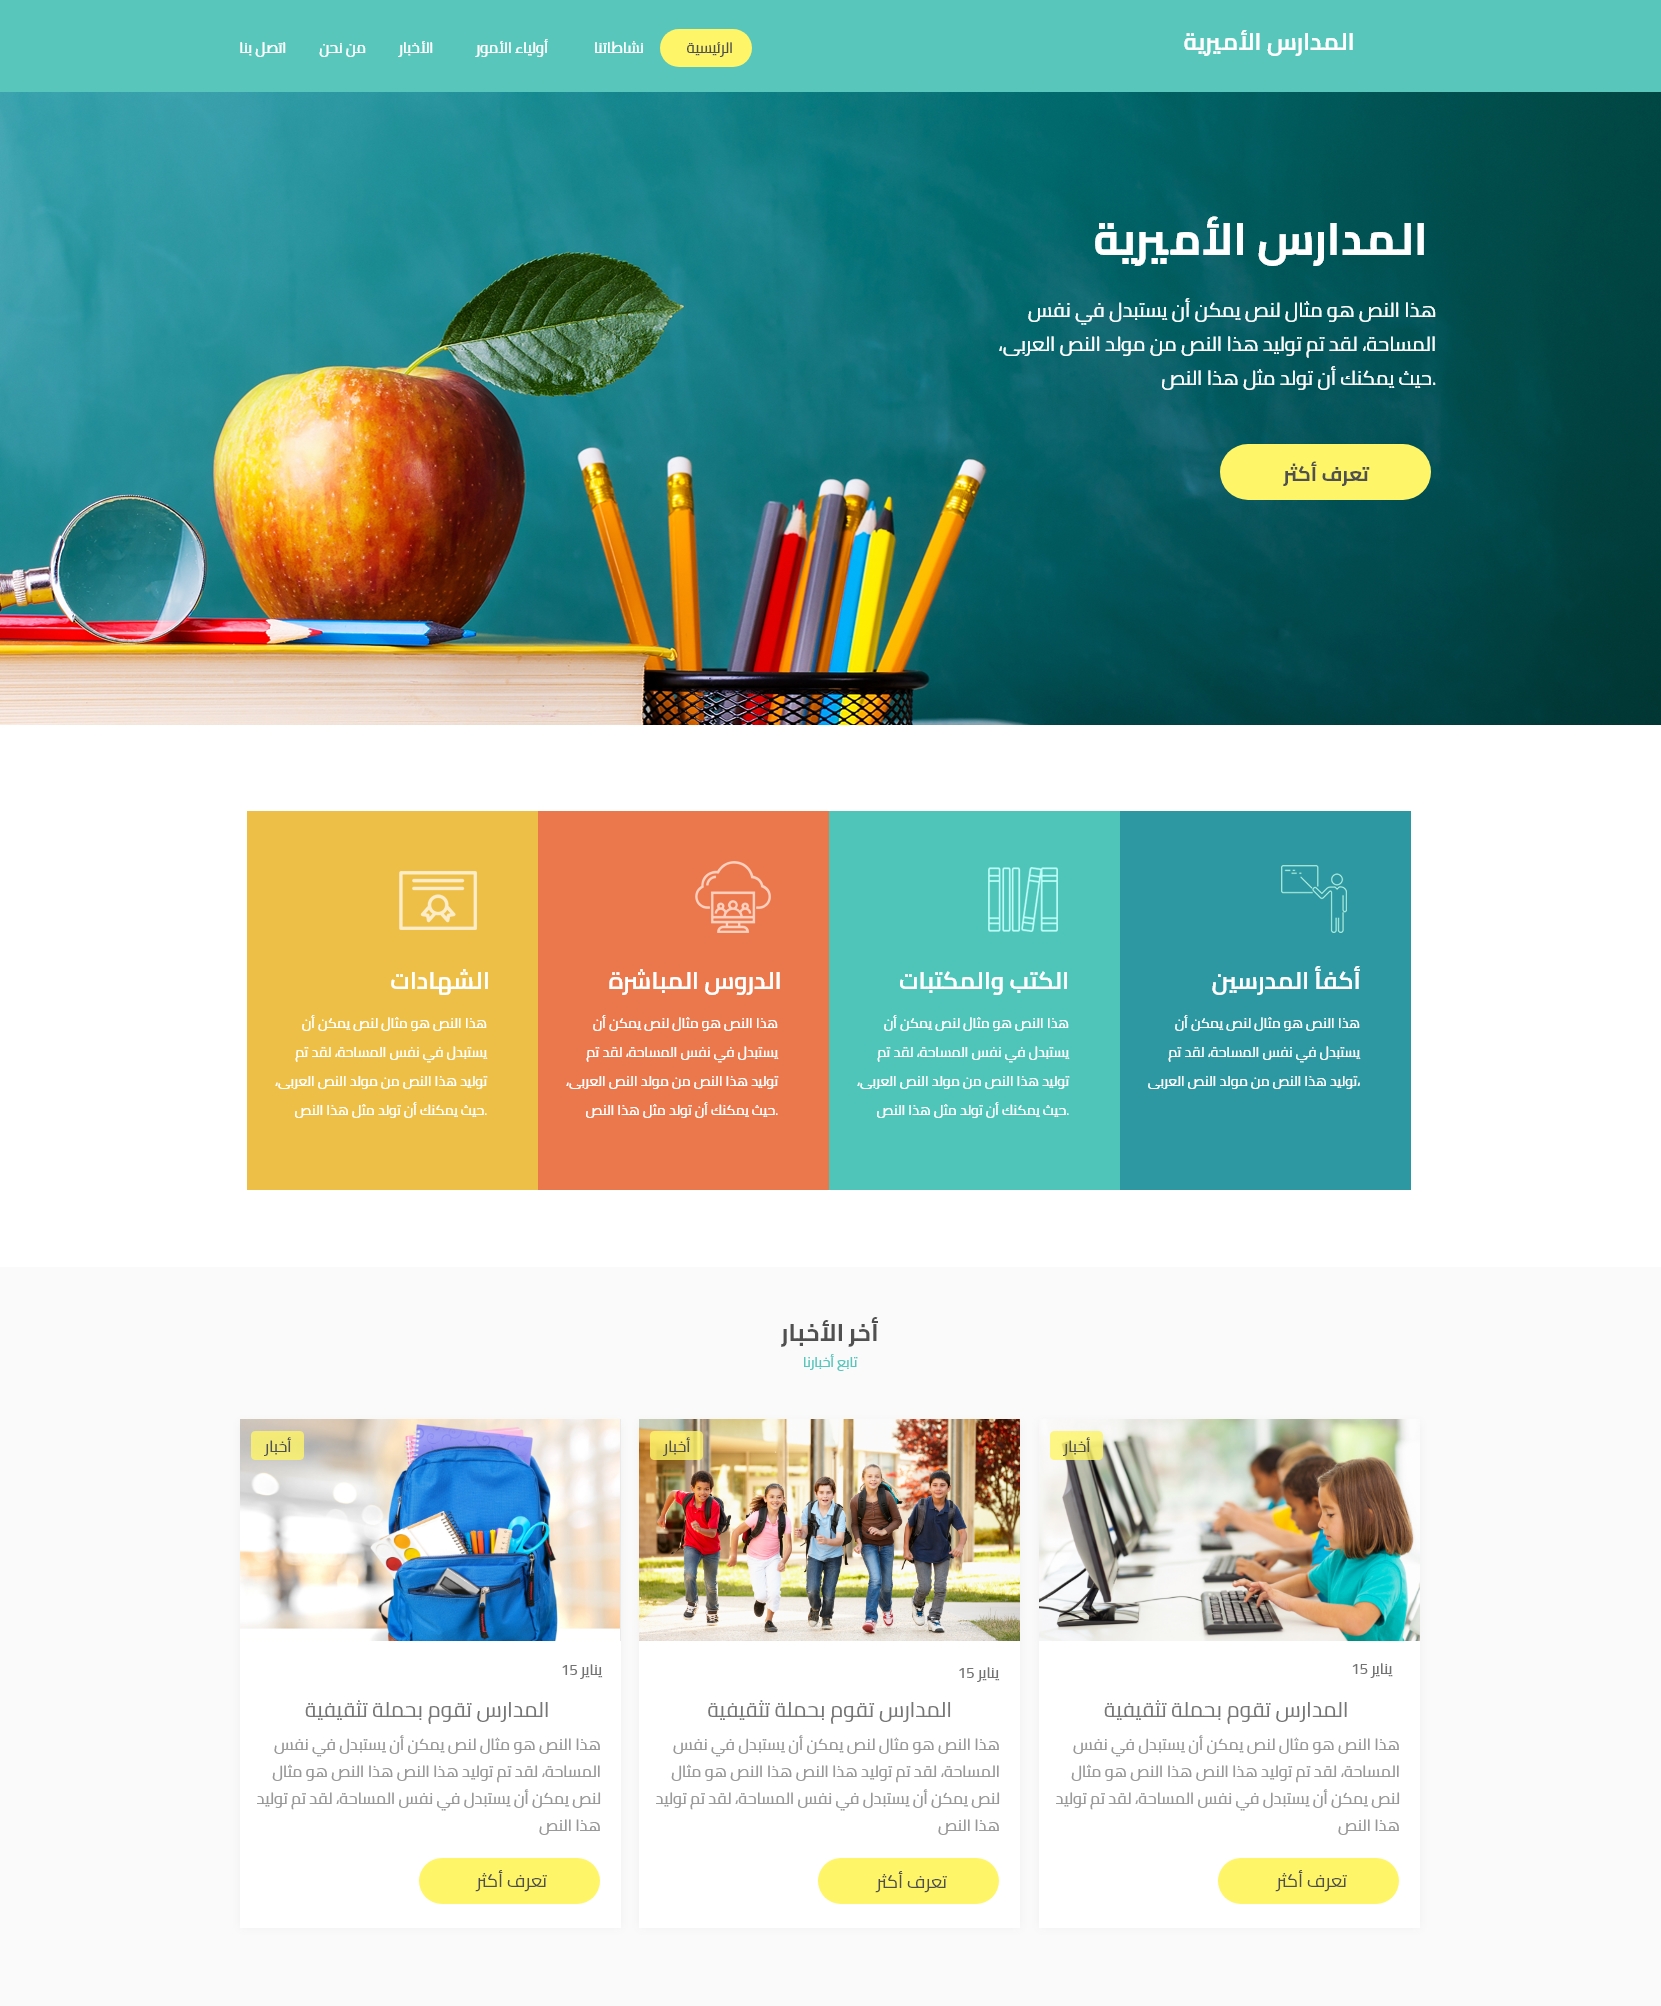 المدارس الأميرية
الرئيسية
نشاطاتنا
أولياء الأمور
الأخبار
من نحن
اتصل بنا
المدارس الأميرية
هذا النص هو مثال لنص يمكن أن يستبدل في نفس
المساحة، لقد تم توليد هذا النص من مولد النص العربى،
حيث يمكنك أن تولد مثل هذا النص.
تعرف أكثر
أكفأ المدرسين
هذا النص هو مثال لنص يمكن أن
يستبدل في نفس المساحة، لقد تم
،توليد هذا النص من مولد النص العربى
الكتب والمكتبات
هذا النص هو مثال لنص يمكن أن
يستبدل في نفس المساحة، لقد تم
توليد هذا النص من مولد النص العربى،
.حيث يمكنك أن تولد مثل هذا النص
الدروس المباشرة
هذا النص هو مثال لنص يمكن أن
يستبدل في نفس المساحة، لقد تم
توليد هذا النص من مولد النص العربى،
.حيث يمكنك أن تولد مثل هذا النص
الشهادات
هذا النص هو مثال لنص يمكن أن
يستبدل في نفس المساحة، لقد تم
توليد هذا النص من مولد النص العربى،
.حيث يمكنك أن تولد مثل هذا النص
أخر الأخبار
تابع أخبارنا
أخبار
يناير 15
المدارس تقوم بحملة تثقيفية
هذا النص هو مثال لنص يمكن أن يستبدل في نفس
المساحة، لقد تم توليد هذا النص هذا النص هو مثال
لنص يمكن أن يستبدل في نفس المساحة، لقد تم توليد
هذا النص
تعرف أكثر
أخبار
يناير 15
المدارس تقوم بحملة تثقيفية
هذا النص هو مثال لنص يمكن أن يستبدل في نفس
المساحة، لقد تم توليد هذا النص هذا النص هو مثال
لنص يمكن أن يستبدل في نفس المساحة، لقد تم توليد
هذا النص
تعرف أكثر
أخبار
يناير 15
المدارس تقوم بحملة تثقيفية
هذا النص هو مثال لنص يمكن أن يستبدل في نفس
المساحة، لقد تم توليد هذا النص هذا النص هو مثال
لنص يمكن أن يستبدل في نفس المساحة، لقد تم توليد
هذا النص
تعرف أكثر